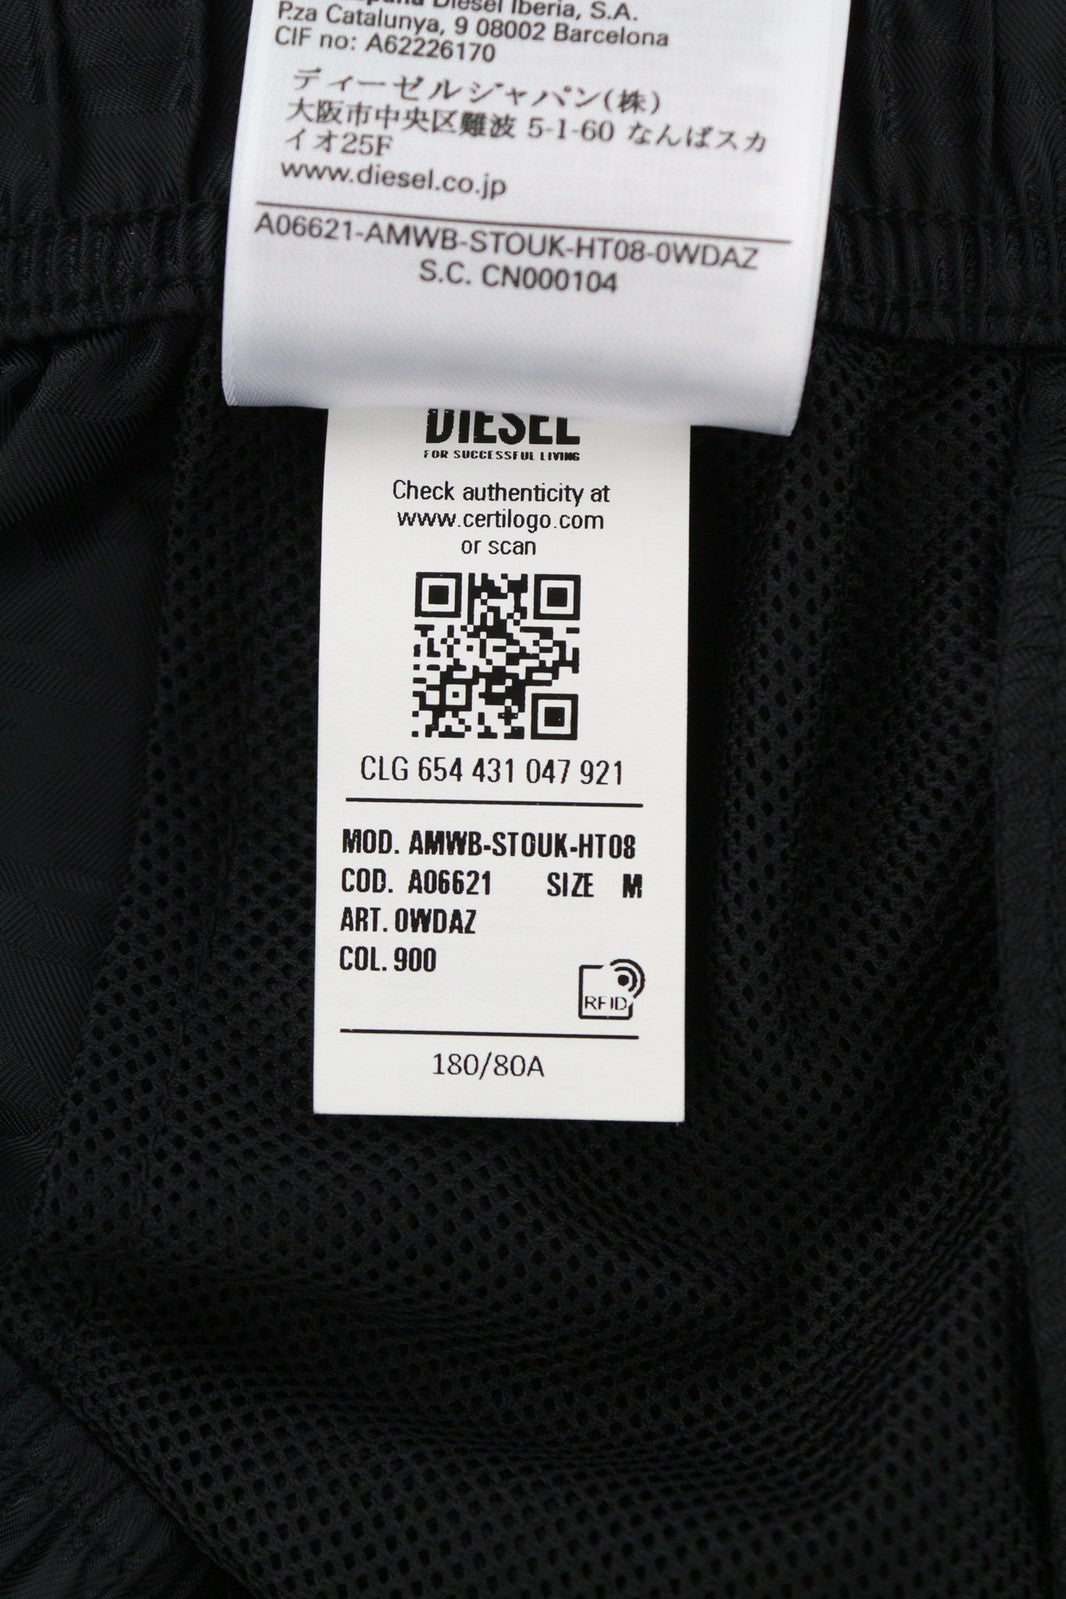 Diesel Iberia, S.A.
P.za Catalunya, 9 08002 Barcelona
CIF no: A62226170
ディーゼルジャパン(株)
大阪市中央区難波 5-1-60 なんばスカ
イオ25F
www.diesel.co.jp
A06621-AMWB-STOUK-HT08-0WDAZ
S.C. CN000104
DIESEL
FOR SUCCESSFUL LIVING
Check authenticity at
www.certilogo.com
or scan
CLG 654 431 047 921
MOD. AMWB-STOUK-HT08
COD. A06621 SIZE M
ART. 0WDAZ
COL. 900
RFID
180/80A